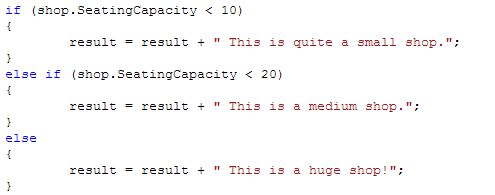 if (shop.SeatingCapacity < 10)
{
        result = result + " This is quite a small shop.";
}
else if (shop.SeatingCapacity < 20)
{
        result = result + " This is a medium shop.";
}
else
{
        result = result + " This is a huge shop!";
}